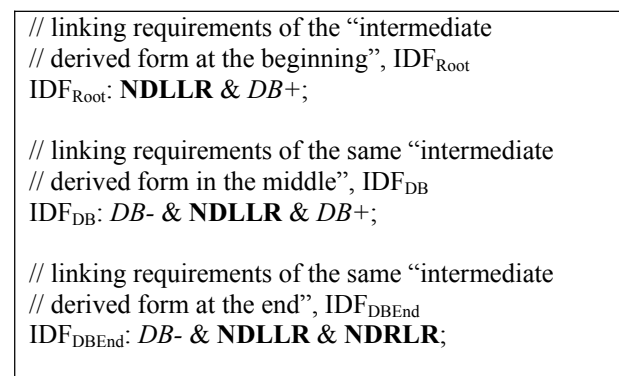 // linking requirements of the “intermediate
// derived form at the beginning”, IDFRoot
IDFRoot: NDLLR & DB+;
// linking requirements of the same “intermediate
// derived form in the middle”, IDFDB
IDFDB: DB- & NDLLR & DB+;
// linking requirements of the same “intermediate
// derived form at the end”, IDFDBEnd
IDFDBEnd: DB- & NDLLR & NDRLR;